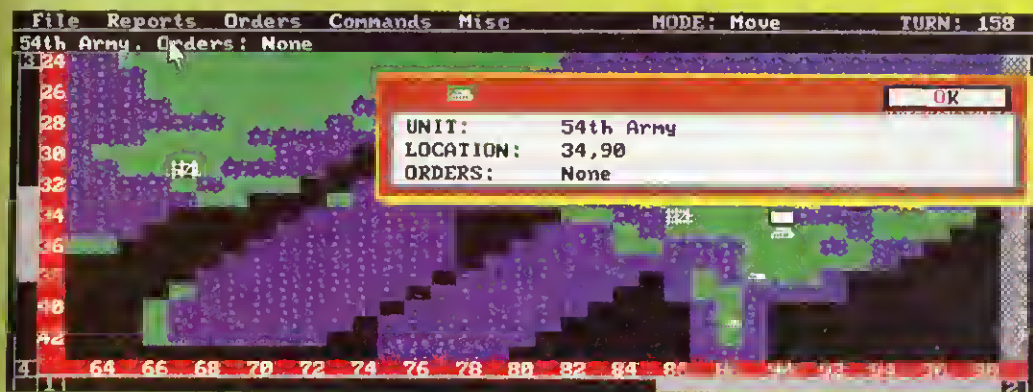 File Reports Orders Commands Misc MODE: Move TURN: 158
54th Army. Orders: None
OK
UNIT: 54th Army
LOCATION: 34,90
ORDERS: None
3 24
26
28
30
32
34
36
40
42
4 64 66 68 70 72 74 76 78 80 82 84